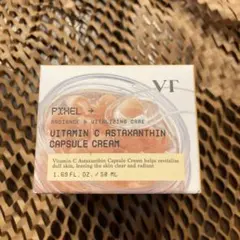 VT
PIXEL
RADIANCE & VITALIZING CARE
VITAMIN C ASTAXANTHIN
CAPSULE CREAM
Vitamin C Astaxanthin Capsule Cream helps revitalize
dull skin, leaving the skin clear and radiant
1.69 FL. OZ. / 50 ML